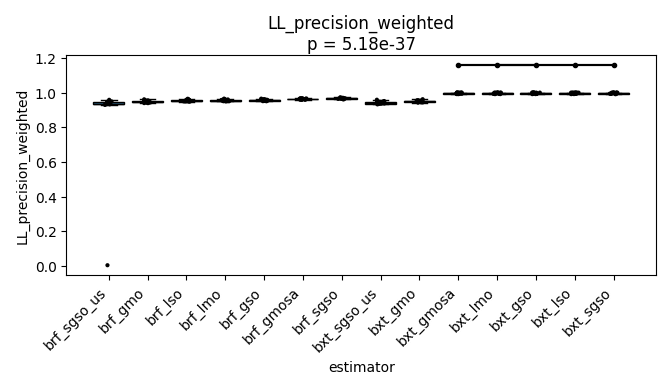 LL_precision_weighted
p = 5.18e-37
LL_precision_weighted
1.2
1.0
0.8
0.6
0.4
0.2
0.0
brf_sgso_us
brf_gmo
brf_lso
brf_lmo
brf_gso
brf_gmosa
brf_sgso
bxt_sgso_us
bxt_gmo
bxt_gmosa
bxt_lmo
bxt_gso
bxt_lso
bxt_sgso
estimator